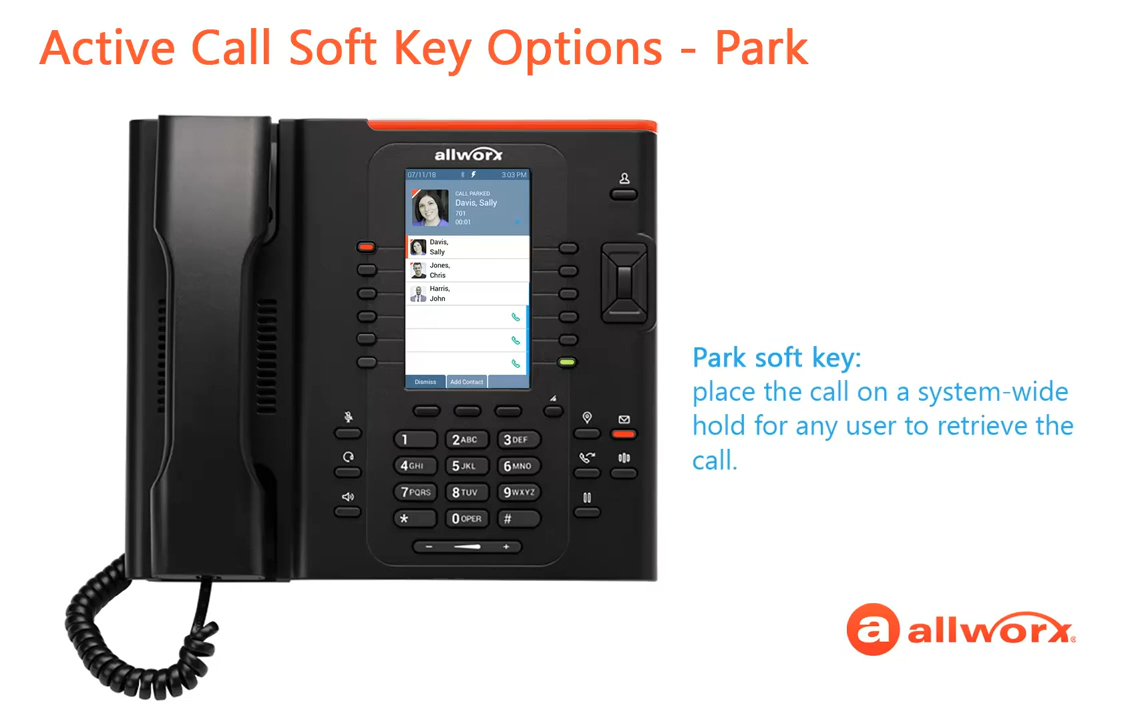 Active Call Soft Key Options - Park
allworx
07/11/18 3:03 PM
CALL PARKED
Davis, Sally
701
00:01
Davis,
Sally
Jones,
Chris
Harris,
John
Dismiss Add Contact
1 2ABC 3DEF
4GHI 5JKL 6MNO
7PQRS 8TUV 9WXYZ
* 0OPER #
- +
Park soft key:
place the call on a system-wide
hold for any user to retrieve the
call.
a allworx